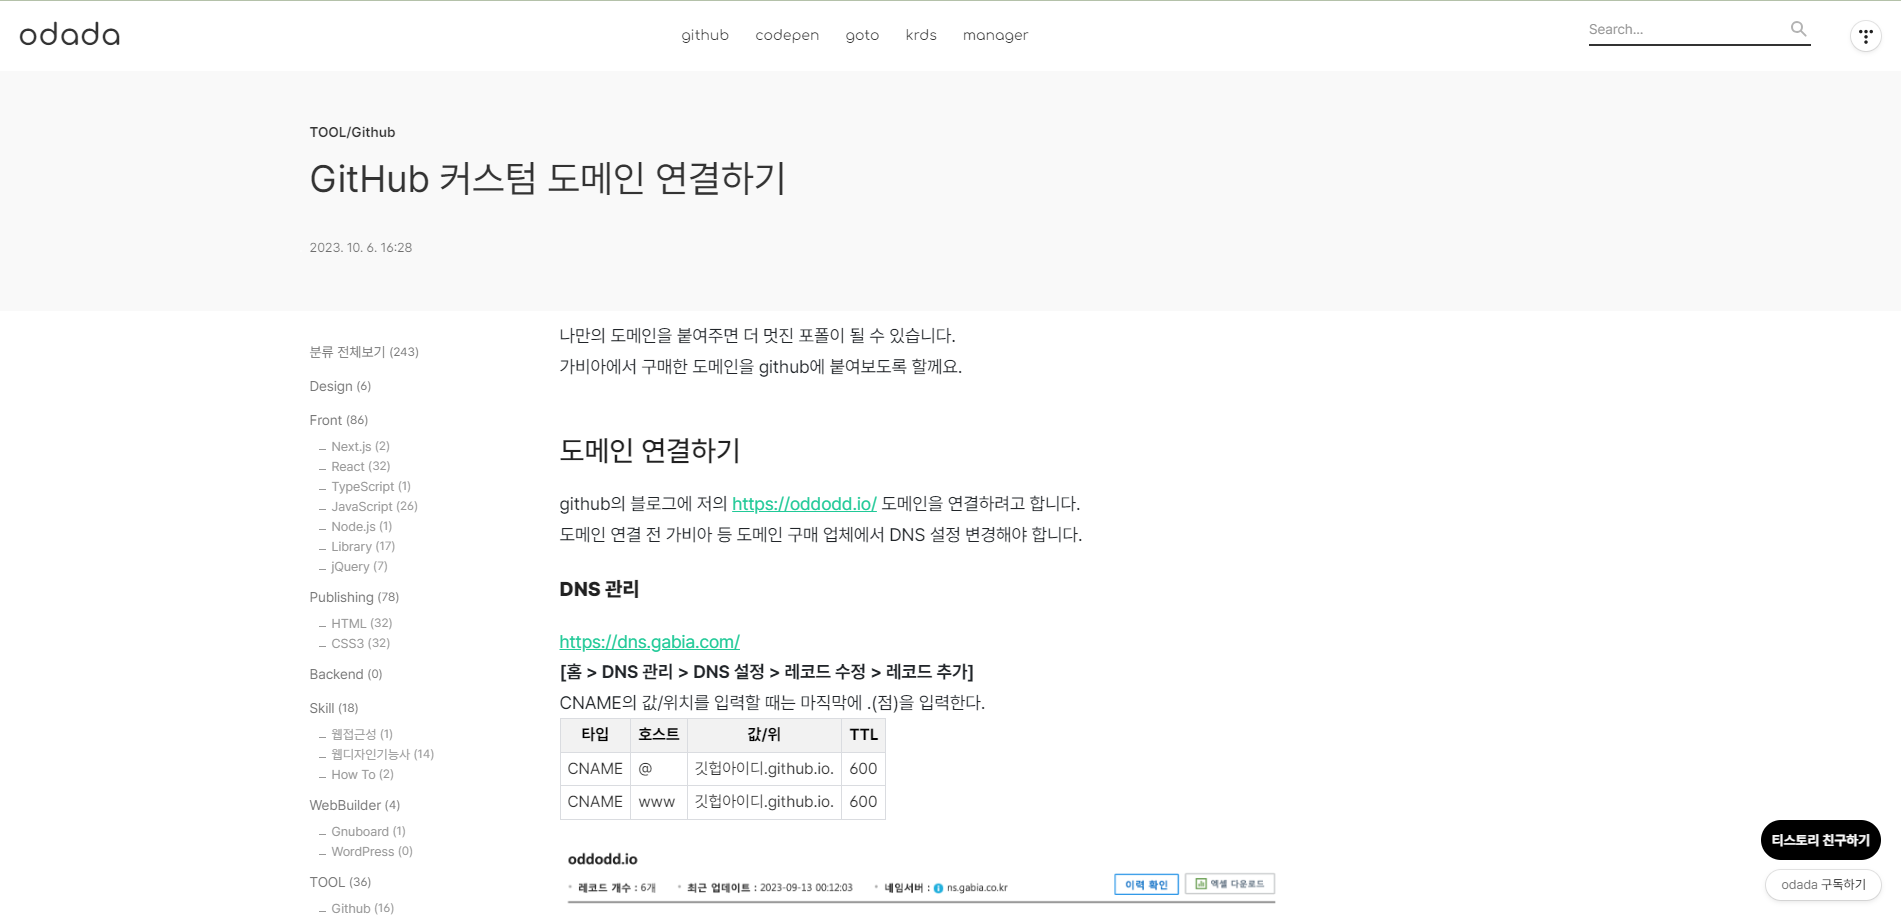 odada
github codepen goto krds manager
Search...
TOOL/Github
GitHub 커스텀 도메인 연결하기
2023. 10. 6. 16:28
분류 전체보기 (243)
Design (6)
Front (86)
Next.js (2)
React (32)
TypeScript (1)
JavaScript (26)
Node.js (1)
Library (17)
jQuery (7)
Publishing (78)
HTML (32)
CSS3 (32)
Backend (0)
Skill (18)
웹접근성 (1)
웹디자인기능사 (14)
How To (2)
WebBuilder (4)
Gnuboard (1)
WordPress (0)
TOOL (36)
Github (16)
나만의 도메인을 붙여주면 더 멋진 포폴이 될 수 있습니다.
가비아에서 구매한 도메인을 github에 붙여보도록 할께요.
도메인 연결하기
github의 블로그에 저의 https://oddodd.io/ 도메인을 연결하려고 합니다.
도메인 연결 전 가비아 등 도메인 구매 업체에서 DNS 설정 변경해야 합니다.
DNS 관리
https://dns.gabia.com/
[홈 > DNS 관리 > DNS 설정 > 레코드 수정 > 레코드 추가]
CNAME의 값/위치를 입력할 때는 마직막에 .(점)을 입력한다.
타입 호스트 값/위 TTL
CNAME @ 깃헙아이디.github.io. 600
CNAME www 깃헙아이디.github.io. 600
oddodd.io
레코드 개수 : 6개 최근 업데이트 : 2023-09-13 00:12:03 네임서버 : ns.gabia.co.kr 이력 확인 엑셀 다운로드
티스토리 친구하기
odada 구독하기